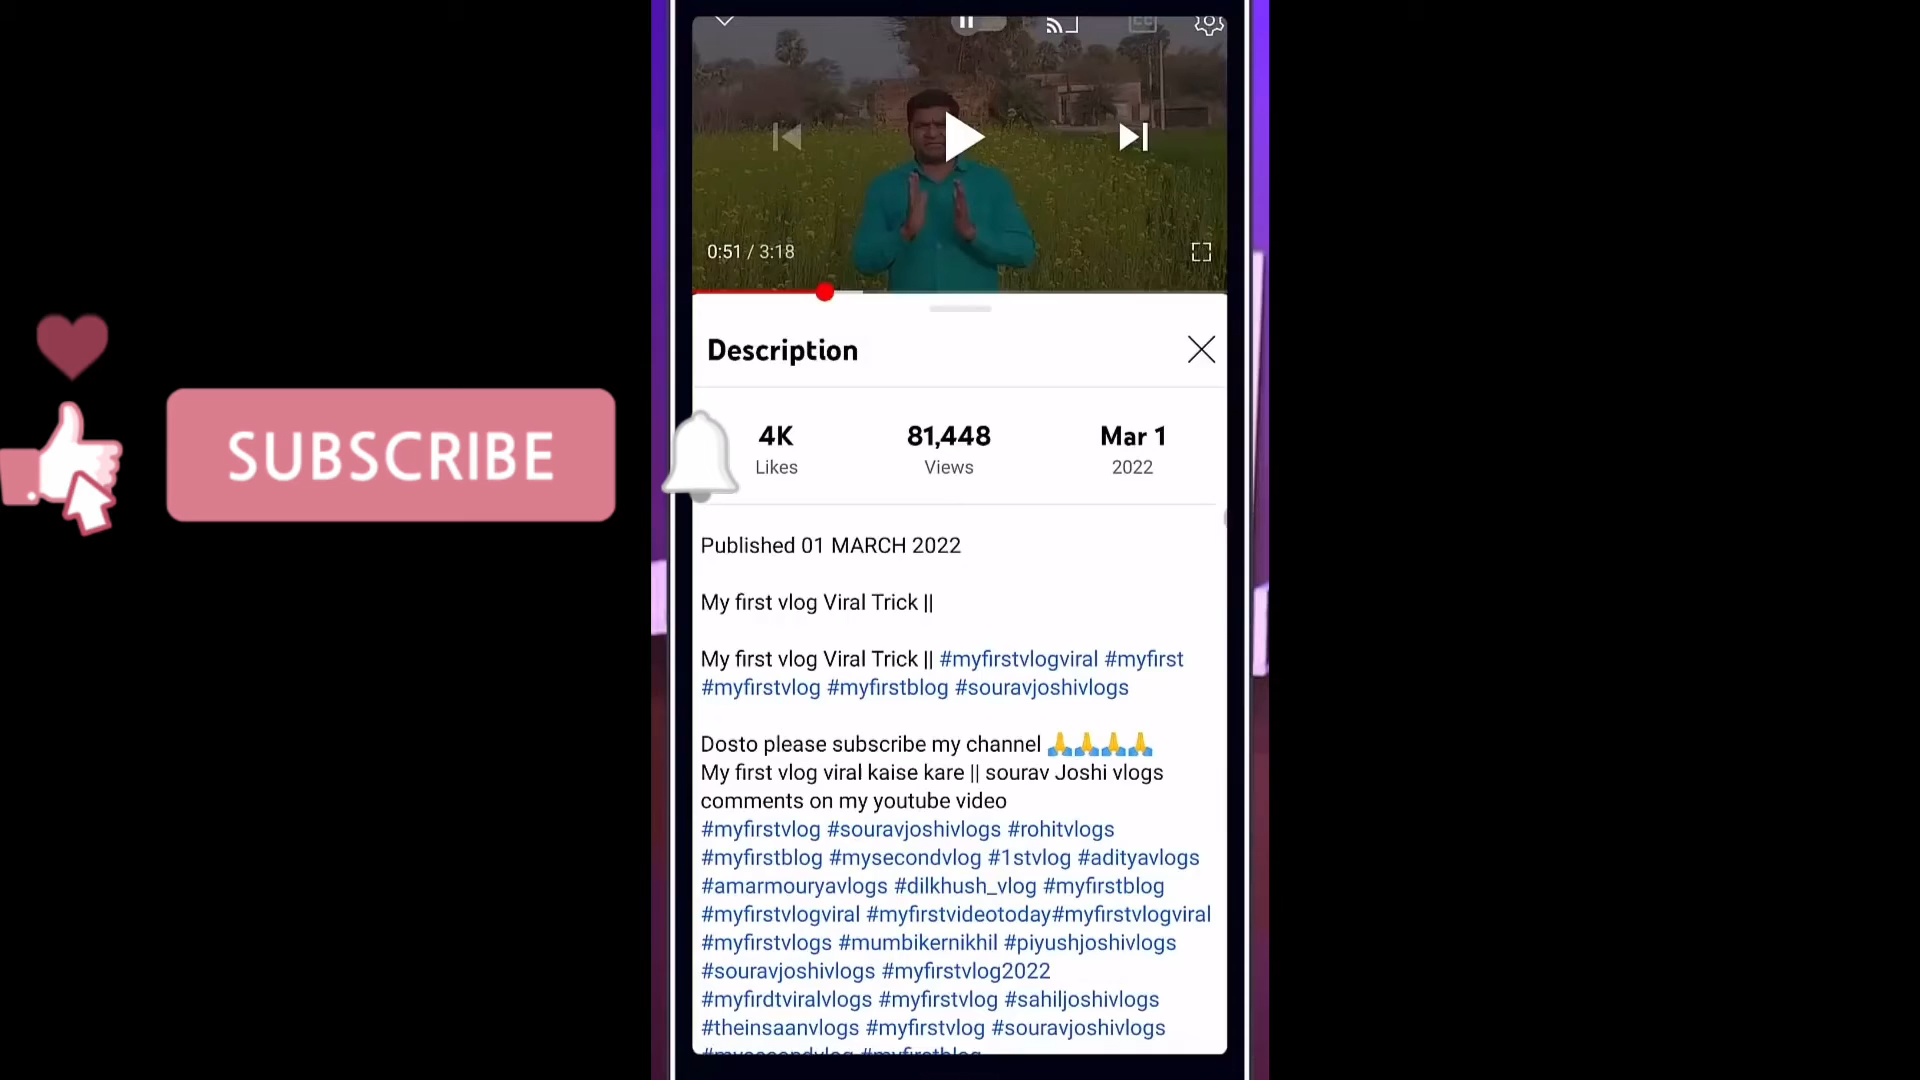 CC
0:51 / 3:18
Description
SUBSCRIBE
4K
Likes
81,448
Views
Mar 1
2022
Published 01 MARCH 2022
My first vlog Viral Trick ||
My first vlog Viral Trick || #myfirstvlogviral #myfirst
#myfirstvlog #myfirstblog #souravjoshivlogs
Dosto please subscribe my channel 🙏🙏🙏🙏
My first vlog viral kaise kare || sourav Joshi vlogs
comments on my youtube video
#myfirstvlog #souravjoshivlogs #rohitvlogs
#myfirstblog #mysecondvlog #1stvlog #adityavlogs
#amarmouryavlogs #dilkhush_vlog #myfirstblog
#myfirstvlogviral #myfirstvideotoday#myfirstvlogviral
#myfirstvlogs #mumbikernikhil #piyushjoshivlogs
#souravjoshivlogs #myfirstvlog2022
#myfirdtviralvlogs #myfirstvlog #sahiljoshivlogs
#theinsaanvlogs #myfirstvlog #souravjoshivlogs
#mysecondvlog #myfirstblog